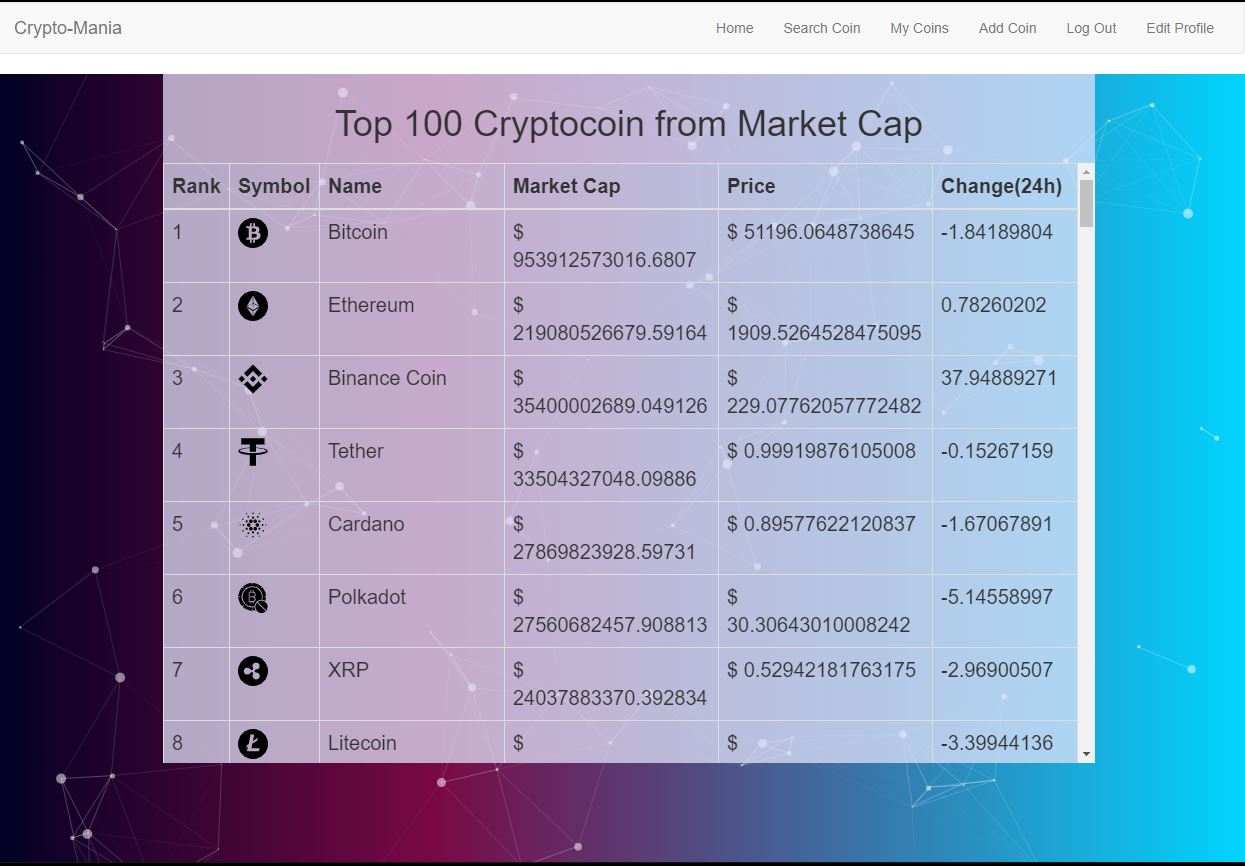 Crypto-Mania Home Search Coin My Coins Add Coin Log Out Edit Profile
Top 100 Cryptocoin from Market Cap
Rank Symbol Name Market Cap Price Change(24h)
1 Bitcoin $ 953912573016.6807 $ 51196.0648738645 -1.84189804
2 Ethereum $ 219080526679.59164 $ 1909.5264528475095 0.78260202
3 Binance Coin $ 35400002689.049126 $ 229.07762057772482 37.94889271
4 Tether $ 33504327048.09886 $ 0.99919876105008 -0.15267159
5 Cardano $ 27869823928.59731 $ 0.89577622120837 -1.67067891
6 Polkadot $ 27560682457.908813 $ 30.30643010008242 -5.14558997
7 XRP $ 24037883370.392834 $ 0.52942181763175 -2.96900507
8 Litecoin $ $ -3.39944136